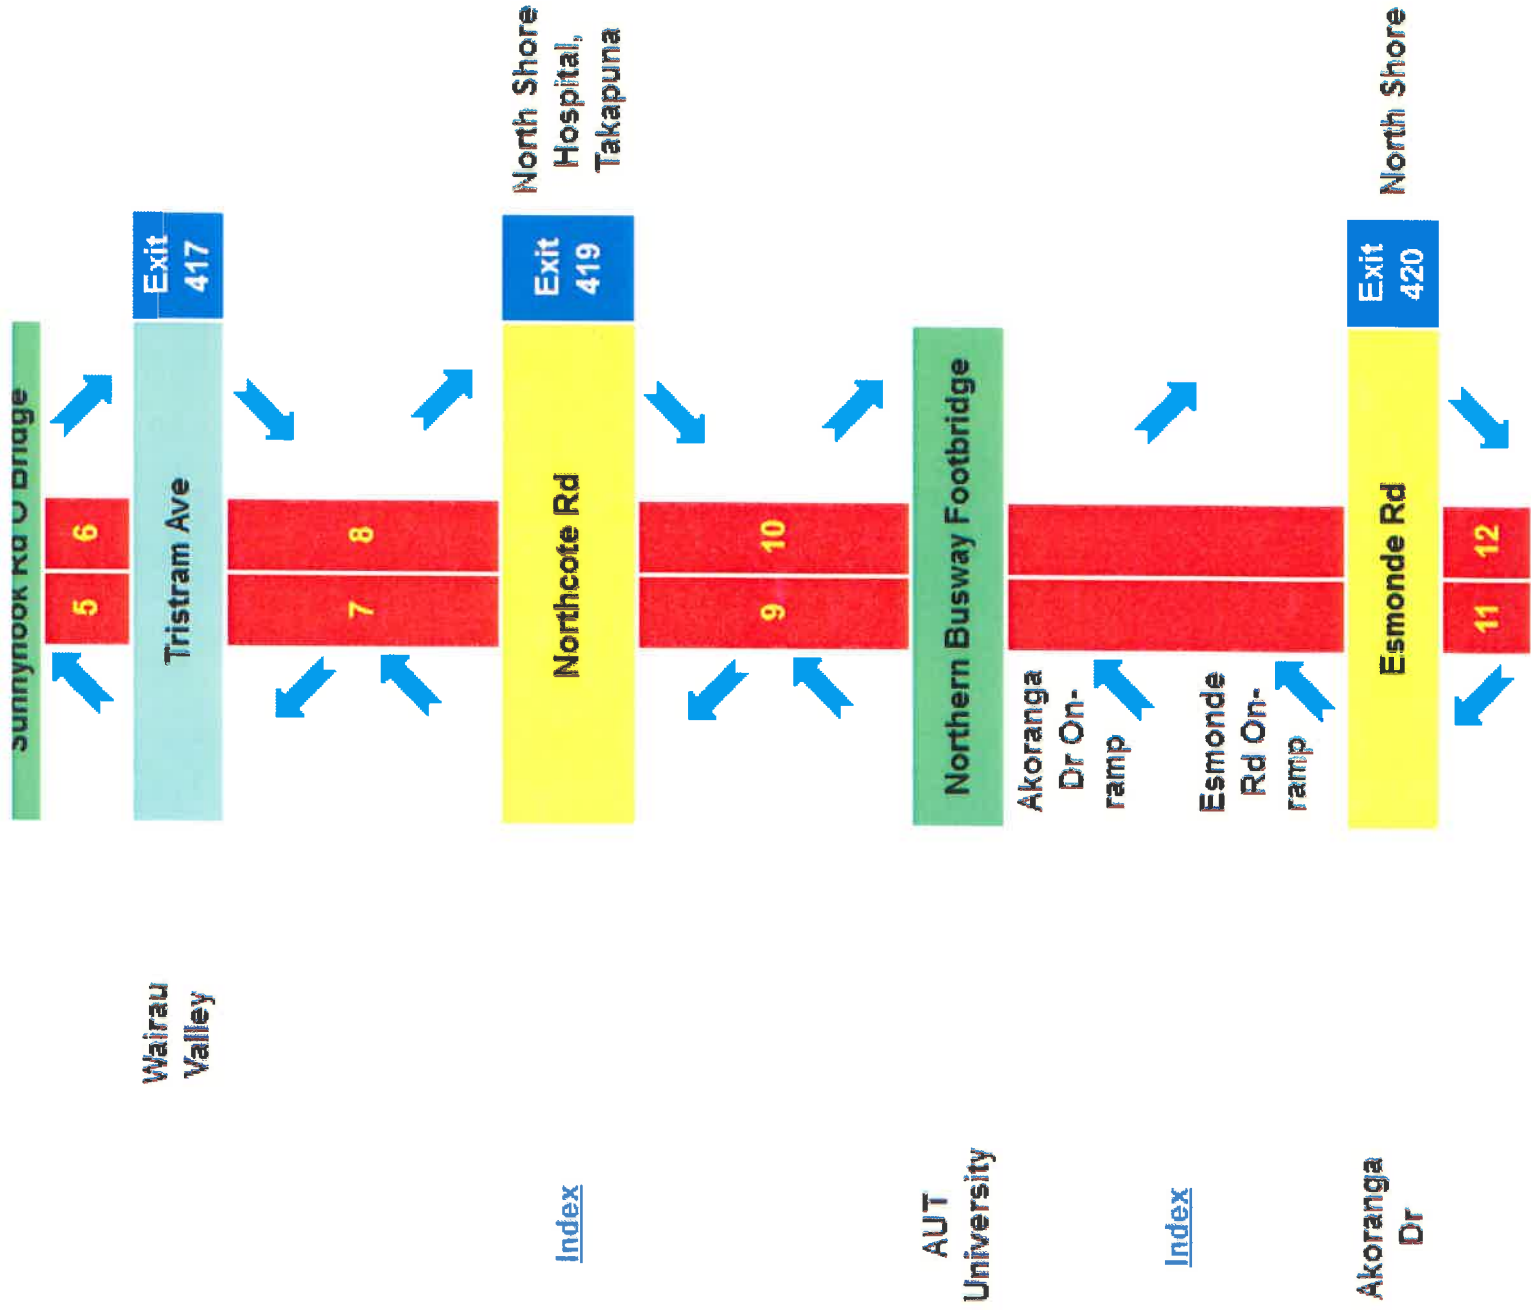 Sunnynook Rd O Bridge
5 6
Wairau
Valley
Tristram Ave
Exit
417
7 8
Index
Northcote Rd
Exit
419
North Shore
Hospital,
Takapuna
9 10
AUT
University
Northern Busway Footbridge
Akoranga
Dr On-
ramp
Index
Esmonde
Rd On-
ramp
Akoranga
Dr
Esmonde Rd
Exit
420
North Shore
11 12